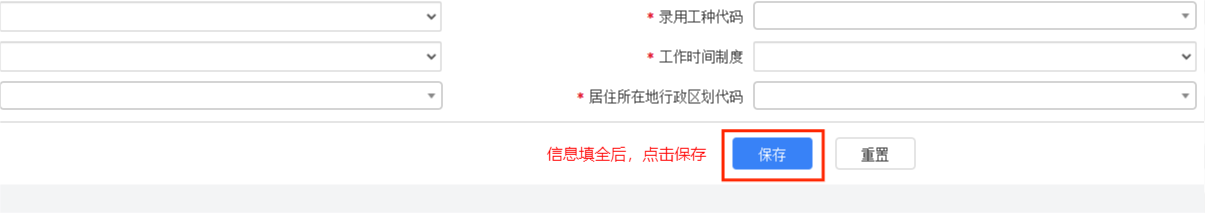 * 录用工种代码
* 工作时间制度
* 居住所在地行政区划代码
信息填全后，点击保存 保存 重置